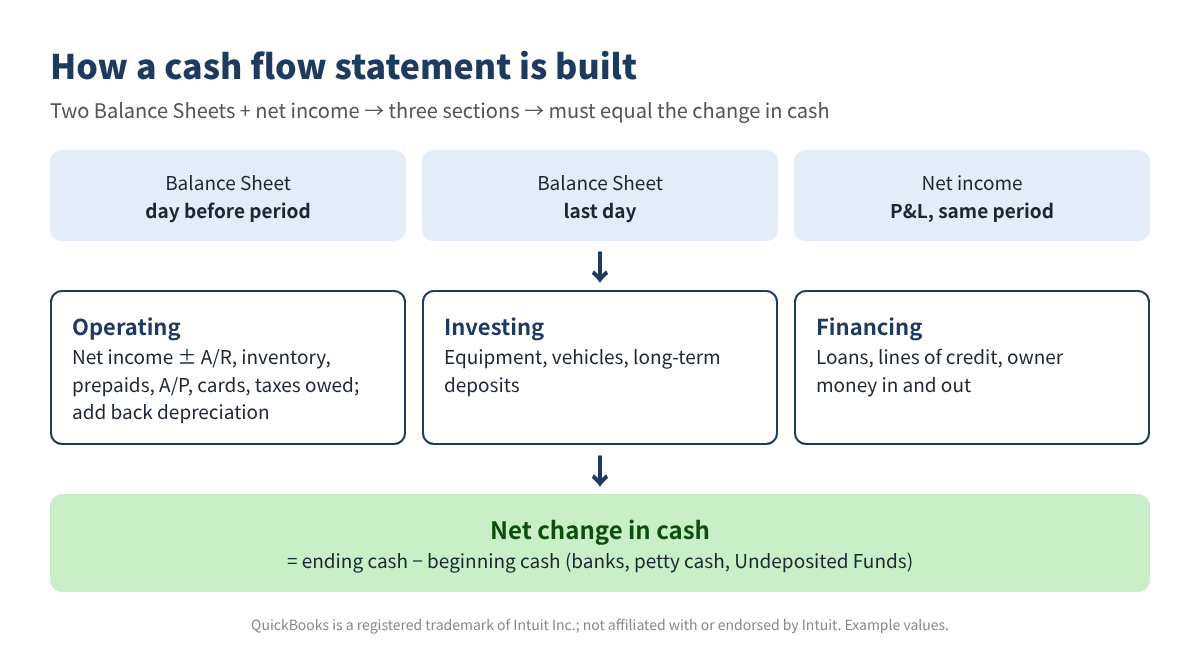 How a cash flow statement is built
Two Balance Sheets + net income → three sections → must equal the change in cash
Balance Sheet
day before period
Balance Sheet
last day
Net income
P&L, same period
↓
Operating
Net income ± A/R, inventory,
prepaids, A/P, cards, taxes owed;
add back depreciation
Investing
Equipment, vehicles, long-term
deposits
Financing
Loans, lines of credit, owner
money in and out
↓
Net change in cash
= ending cash − beginning cash (banks, petty cash, Undeposited Funds)
QuickBooks is a registered trademark of Intuit Inc.; not affiliated with or endorsed by Intuit. Example values.